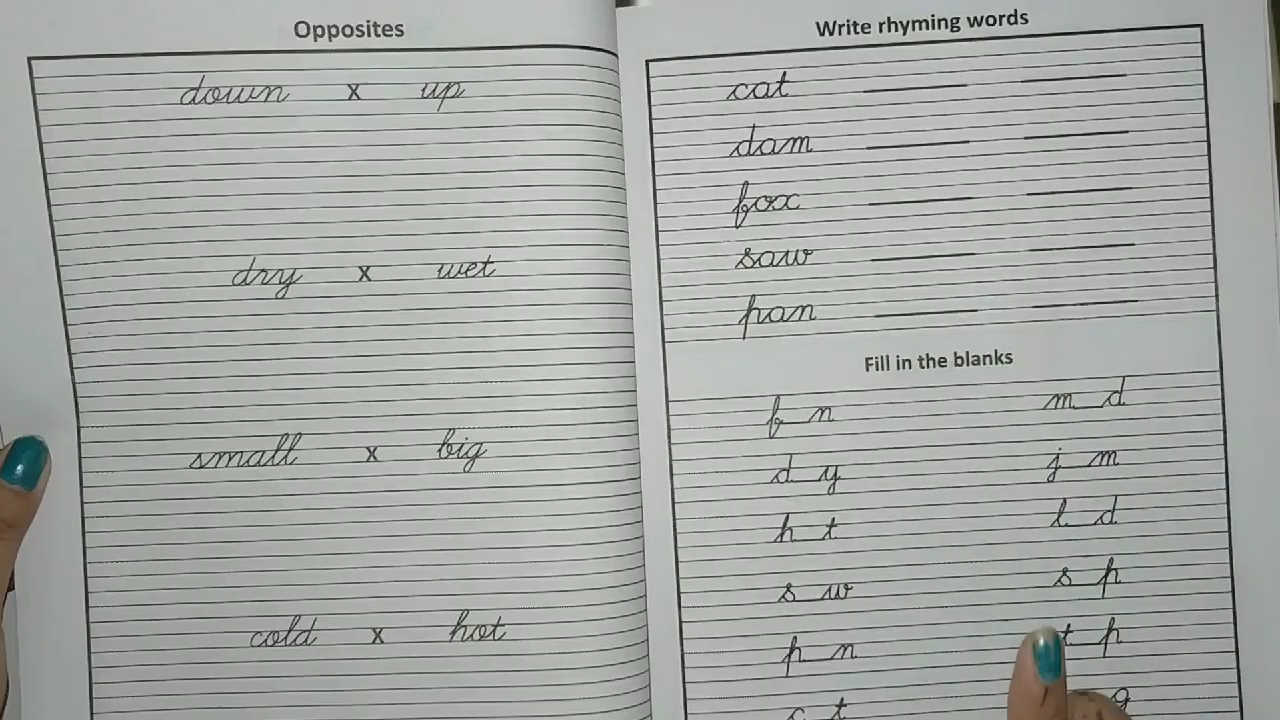 Opposites
down x up
dry x wet
small x big
cold x hot
Write rhyming words
cat
dam
fox
saw
pan
Fill in the blanks
f n m d
d y j m
h t l d
s w s p
p n t p
c t g